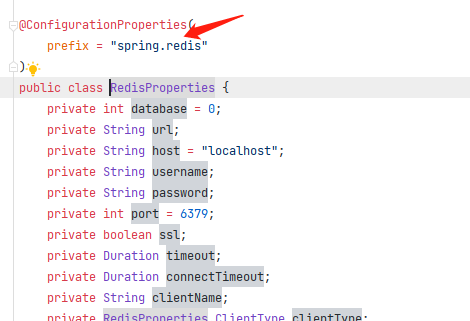 @ConfigurationProperties(
prefix = "spring.redis"
)
public class RedisProperties {
private int database = 0;
private String url;
private String host = "localhost";
private String username;
private String password;
private int port = 6379;
private boolean ssl;
private Duration timeout;
private Duration connectTimeout;
private String clientName;
private RedisProperties.ClientType clientType;